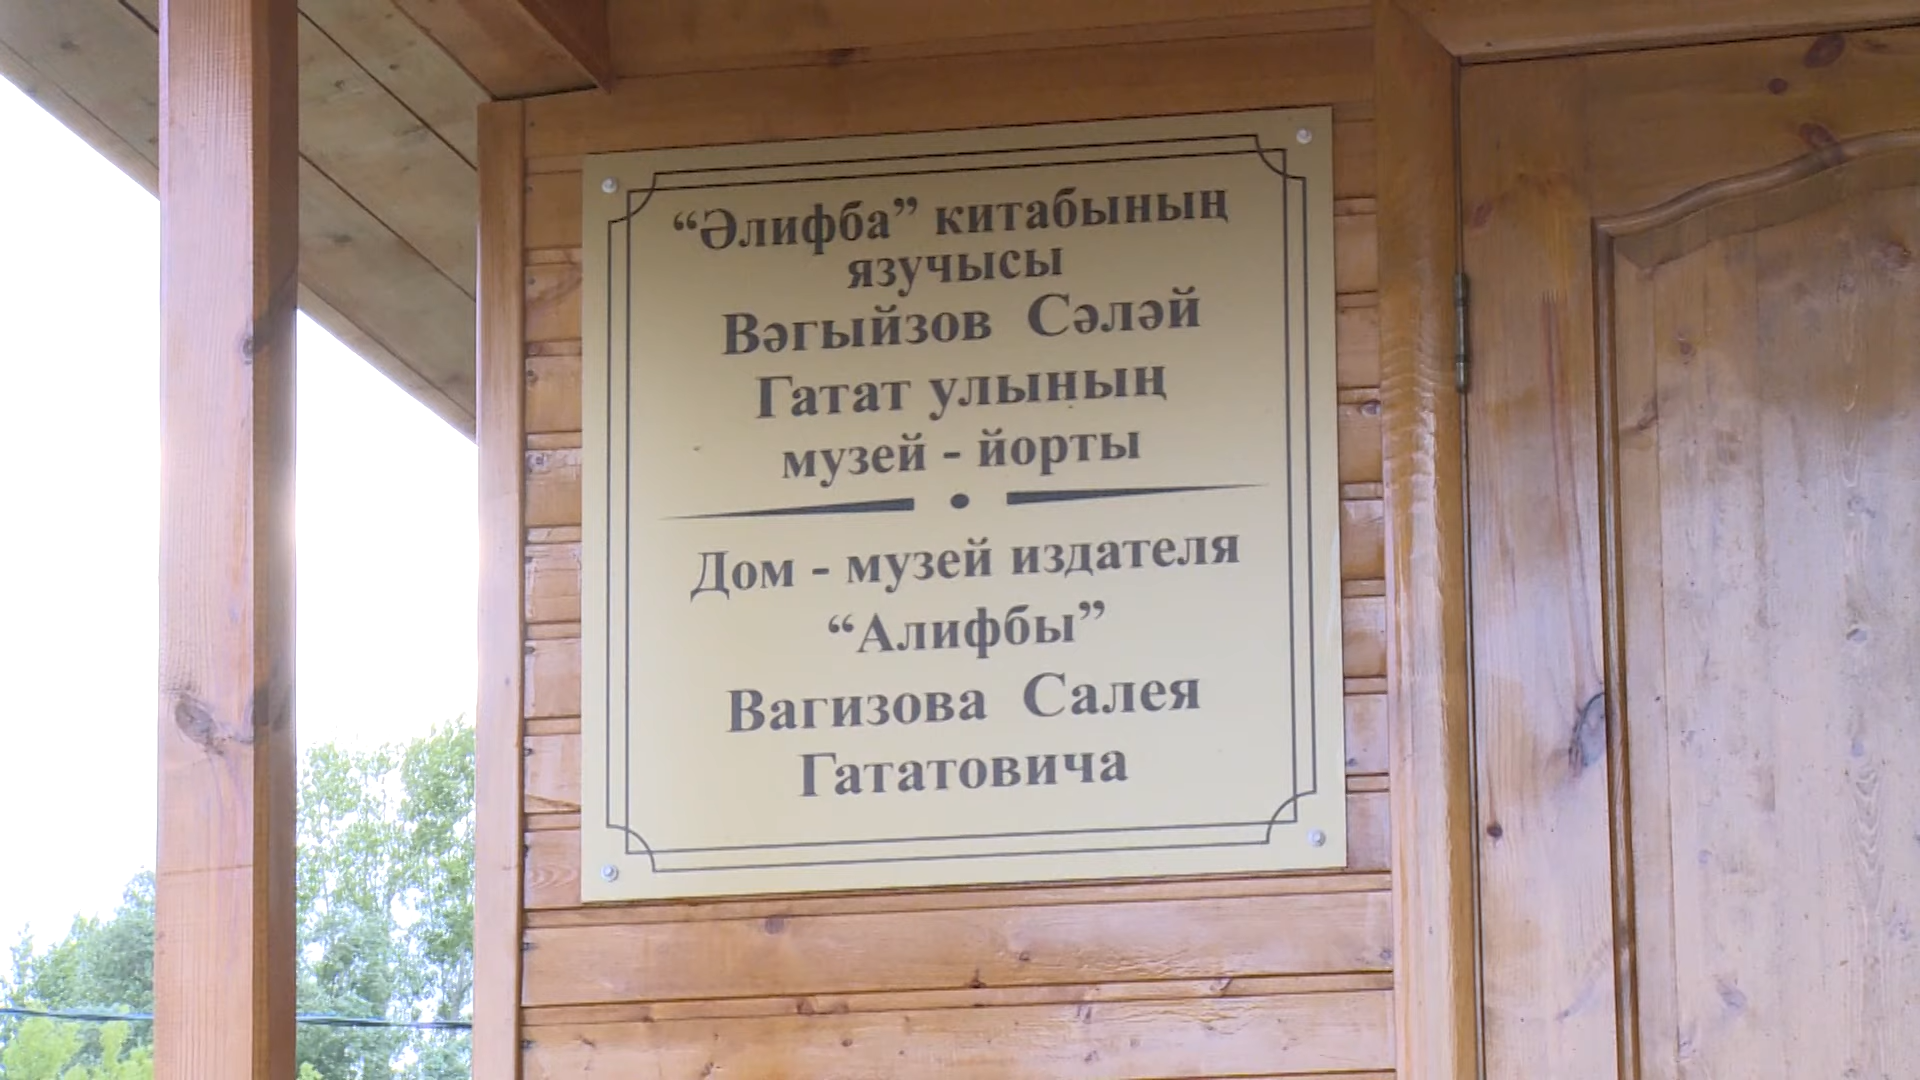 “Әлифба” китабының
язучысы
Вәгыйзов Сәләй
Гатат улының
музей - йорты
Дом - музей издателя
“Алифбы”
Вагизова Салея
Гататовича